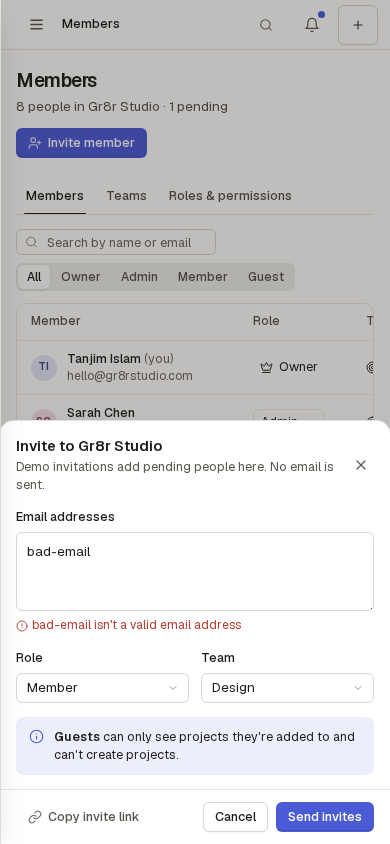 Members
Members
8 people in Gr8r Studio · 1 pending
Invite member
Members Teams Roles & permissions
Search by name or email
All Owner Admin Member Guest
Member Role
TI Tanjim Islam (you) Owner
hello@gr8rstudio.com
Sarah Chen
Invite to Gr8r Studio
Demo invitations add pending people here. No email is
sent.
Email addresses
bad-email
bad-email isn't a valid email address
Role Team
Member Design
Guests can only see projects they're added to and
can't create projects.
Copy invite link Cancel Send invites